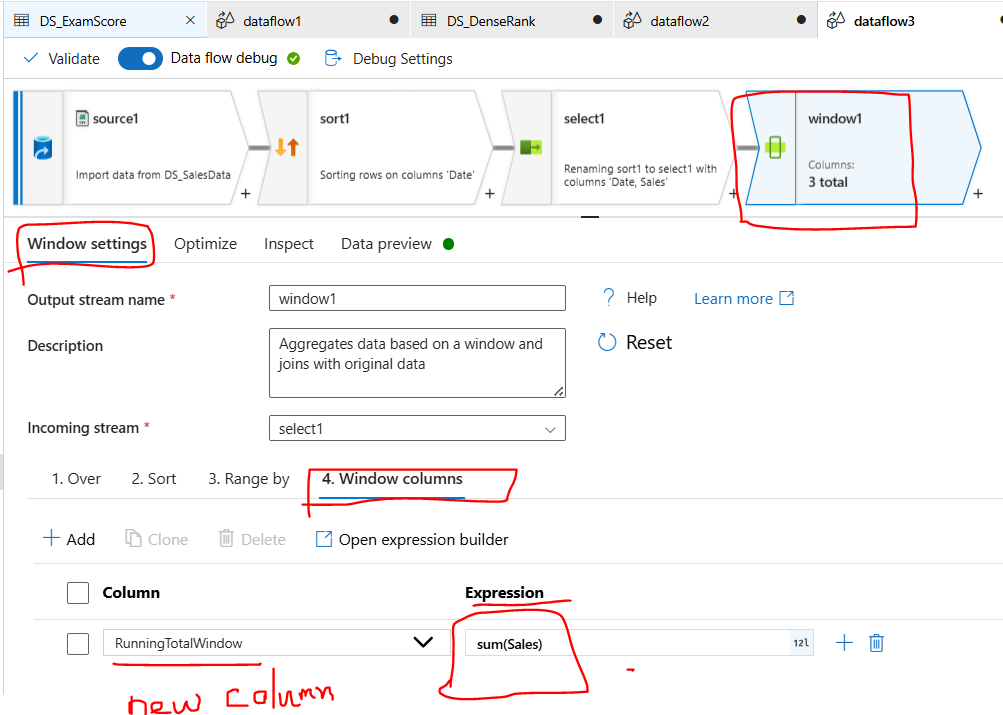 DS_ExamScore
dataflow1
DS_DenseRank
dataflow2
dataflow3
Validate
Data flow debug
Debug Settings
source1
Import data from DS_SalesData
+
sort1
Sorting rows on columns 'Date'
+
select1
Renaming sort1 to select1 with
columns 'Date, Sales'
+
window1
Columns:
3 total
+
Window settings
Optimize
Inspect
Data preview
Output stream name *
window1
? Help
Learn more
Description
Aggregates data based on a window and
joins with original data
Reset
Incoming stream *
select1
1. Over
2. Sort
3. Range by
4. Window columns
+ Add
Clone
Delete
Open expression builder
Column
Expression
RunningTotalWindow
sum(Sales)
12l
+
new column